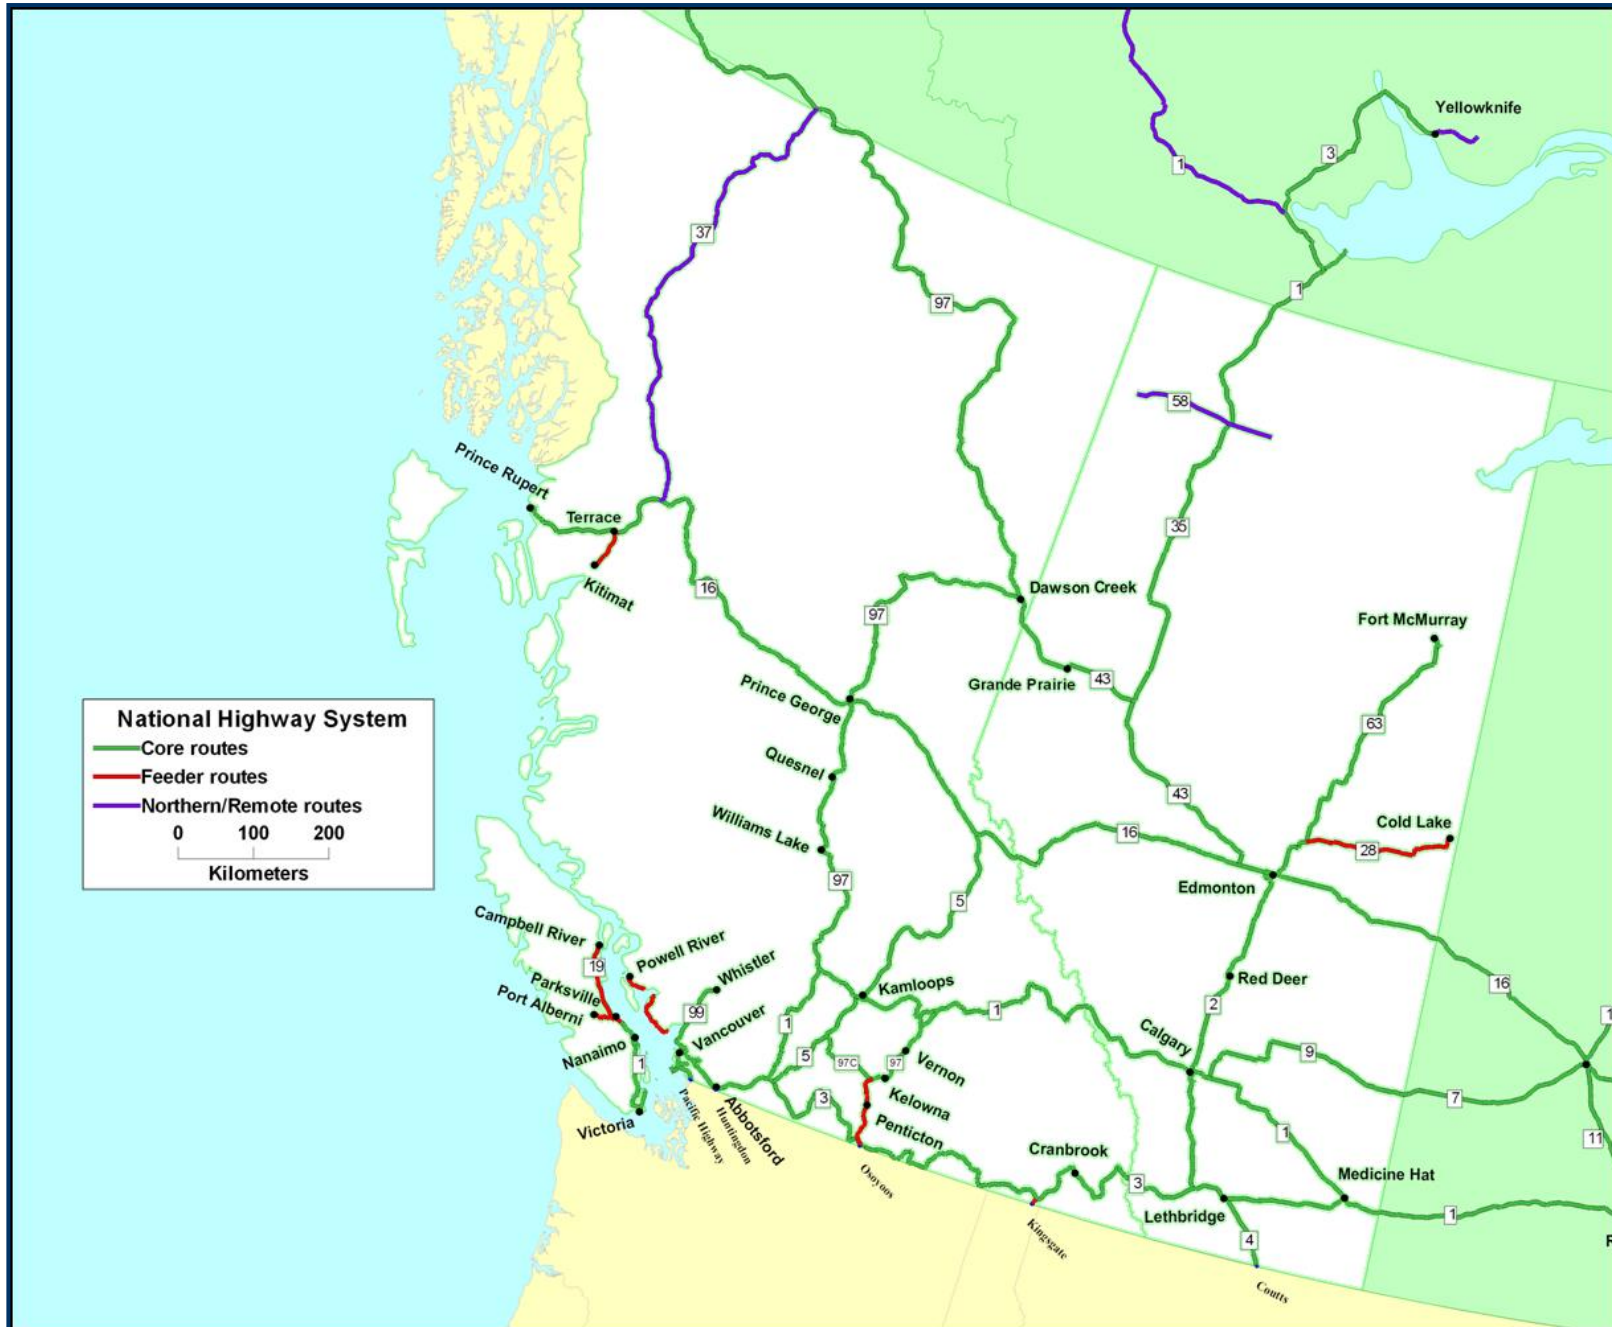 Yellowknife
3
1
37
97
1
58
Prince Rupert
Terrace
35
Kitimat
16
Dawson Creek
97
Fort McMurray
Grande Prairie
43
Prince George
63
National Highway System
Core routes
Feeder routes
Northern/Remote routes
0 100 200
Kilometers
Quesnel
43
Williams Lake
16
Cold Lake
28
97
Edmonton
5
Campbell River
19
Powell River
Whistler
Parksville
Port Alberni
Kamloops
Red Deer
16
99
Vancouver
1
1
2
1
Calgary
Nanaimo
1
5
97C
97
Vernon
9
Kelowna
3
7
Penticton
Victoria
Pacific Highway
Huntingdon
Abbotsford
1
11
Cranbrook
Osoyoos
3
Medicine Hat
Lethbridge
1
Kingsgate
4
R
Coutts